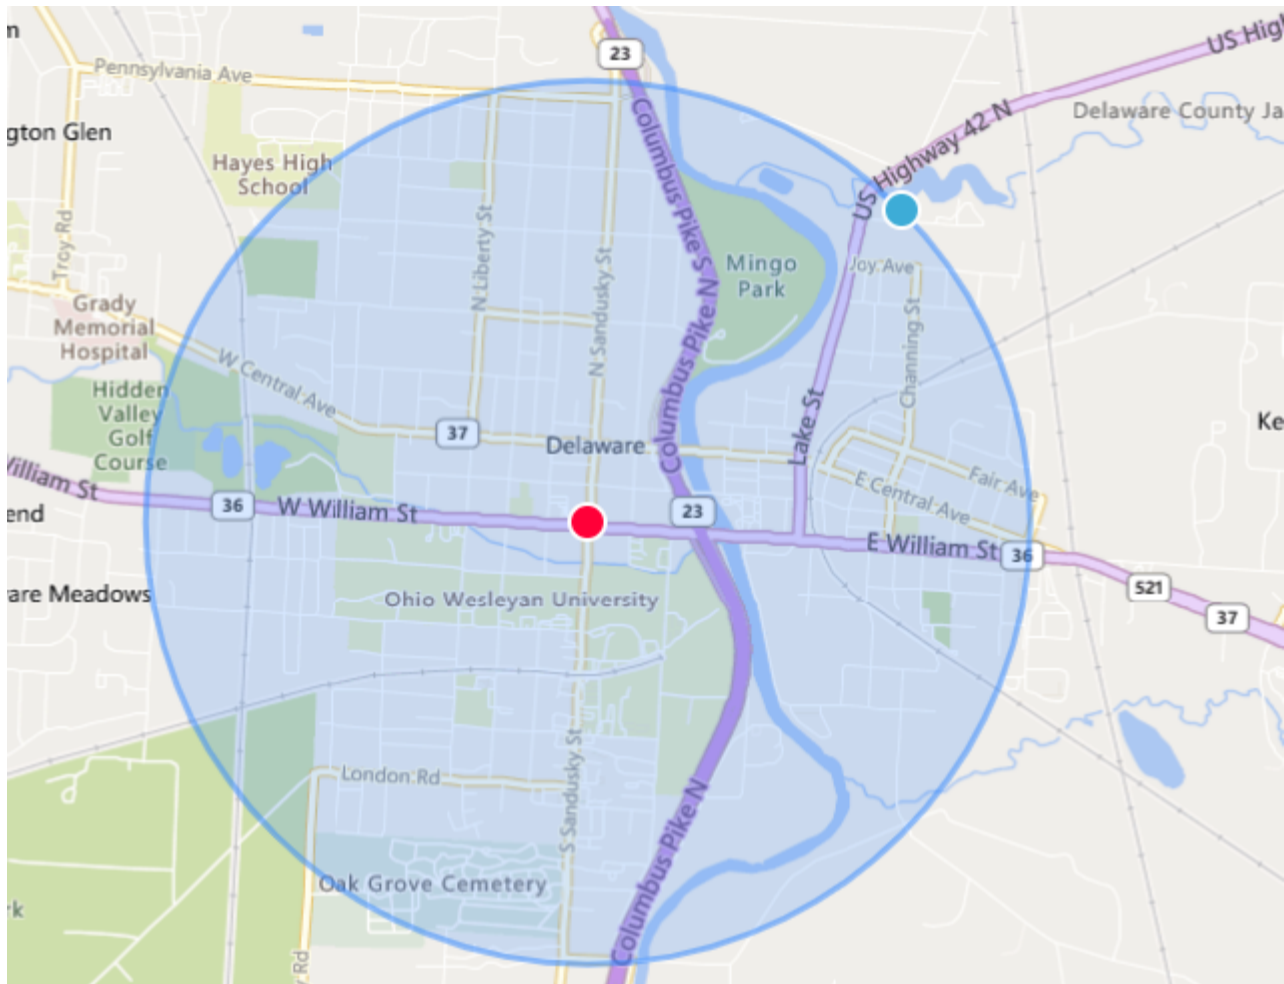 23
US High
Pennsylvania Ave
Columbus Pike S
US Highway 42 N
Delaware County Ja
gton Glen
Hayes High
School
Troy Rd
N Liberty St
N Sandusky St
Mingo
Park
Joy Ave
Grady
Memorial
Hospital
W Central Ave
Columbus Pike N
Channing St
Hidden
Valley
Golf
Course
37
Delaware
Lake St
Ke
Fair Ave
E Central Ave
William St
36
W William St
23
end
E William St
36
are Meadows
Ohio Wesleyan University
521
37
London Rd
S Sandusky St
Columbus Pike N
Oak Grove Cemetery
rk
Rd